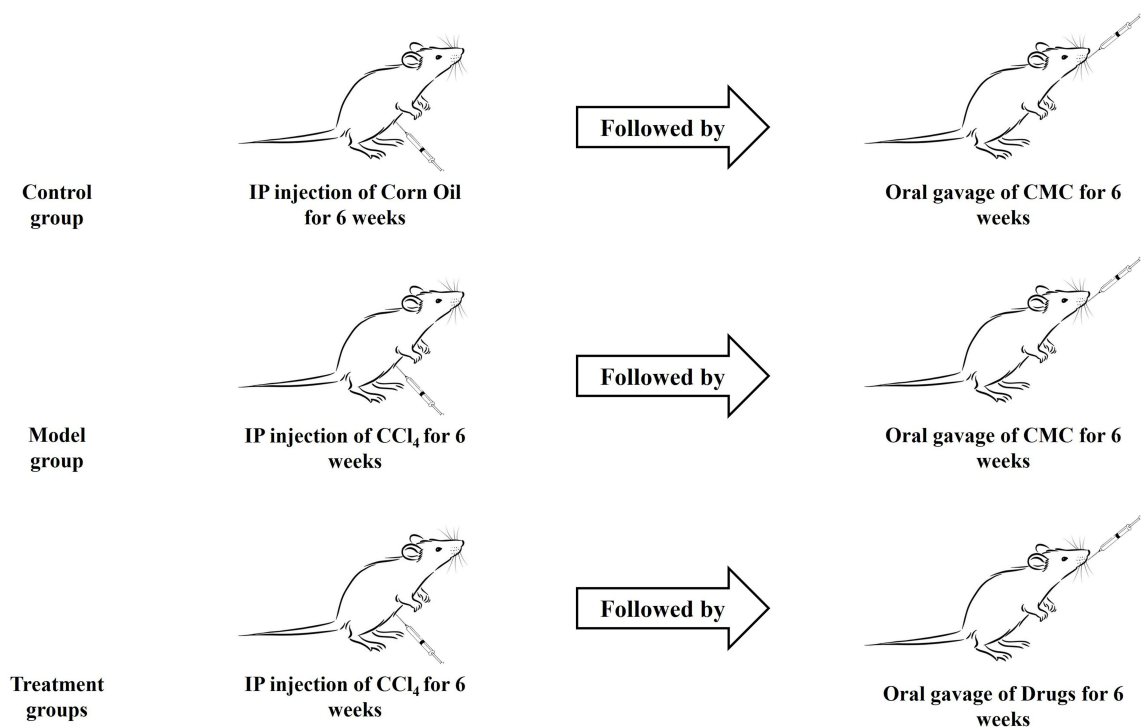 Followed by
Control
group
IP injection of Corn Oil
for 6 weeks
Oral gavage of CMC for 6
weeks
Followed by
Model
group
IP injection of CCl₄ for 6
weeks
Oral gavage of CMC for 6
weeks
Followed by
Treatment
groups
IP injection of CCl₄ for 6
weeks
Oral gavage of Drugs for 6
weeks